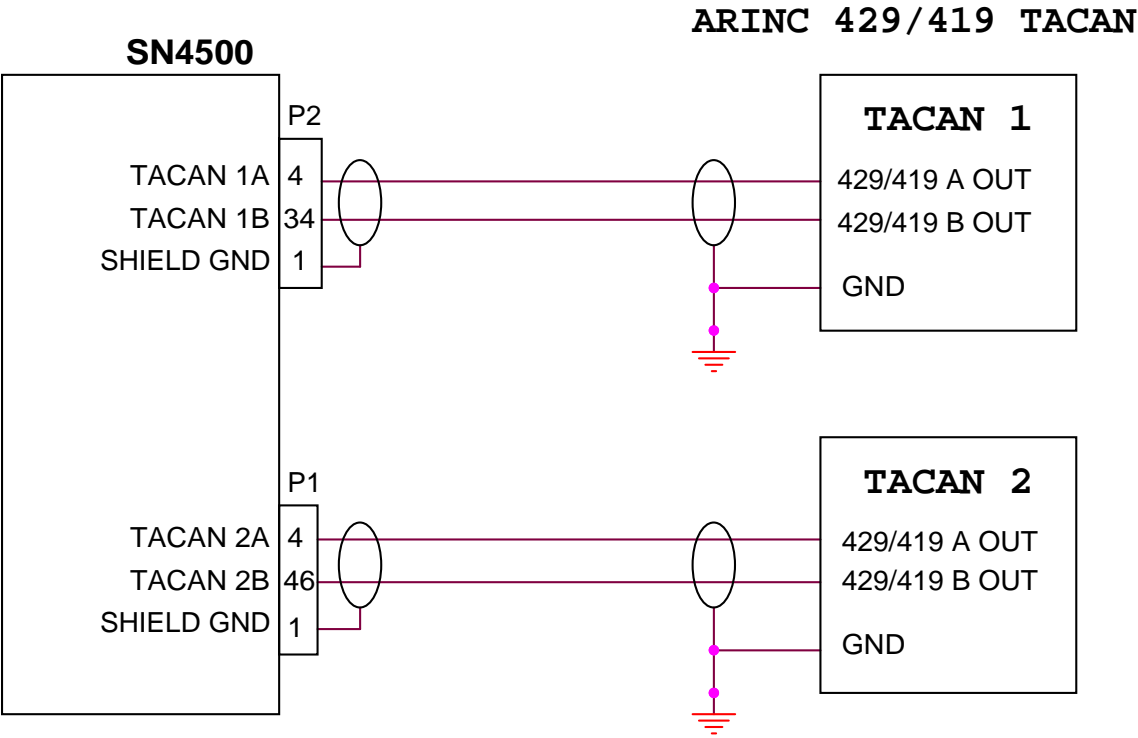 ARINC 429/419 TACAN
SN4500
P2
TACAN 1
TACAN 1A 4 429/419 A OUT
TACAN 1B 34 429/419 B OUT
SHIELD GND 1
GND
P1
TACAN 2
TACAN 2A 4 429/419 A OUT
TACAN 2B 46 429/419 B OUT
SHIELD GND 1
GND